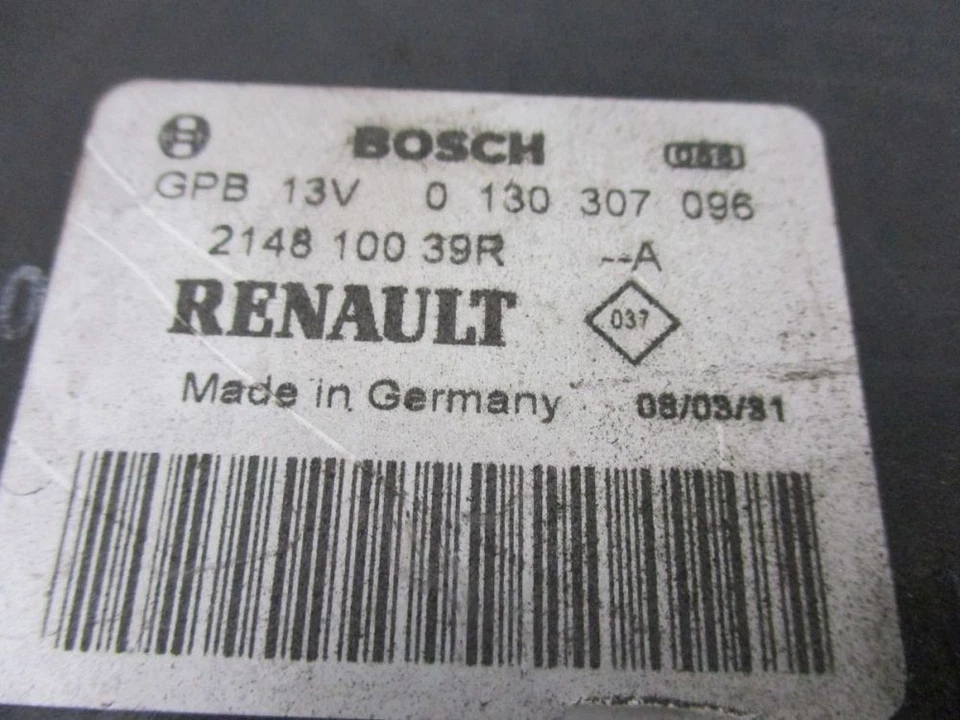 BOSCH
GPB 13V 0 130 307 096
2148 100 39R --A
RENAULT 037
Made in Germany 08/03/31